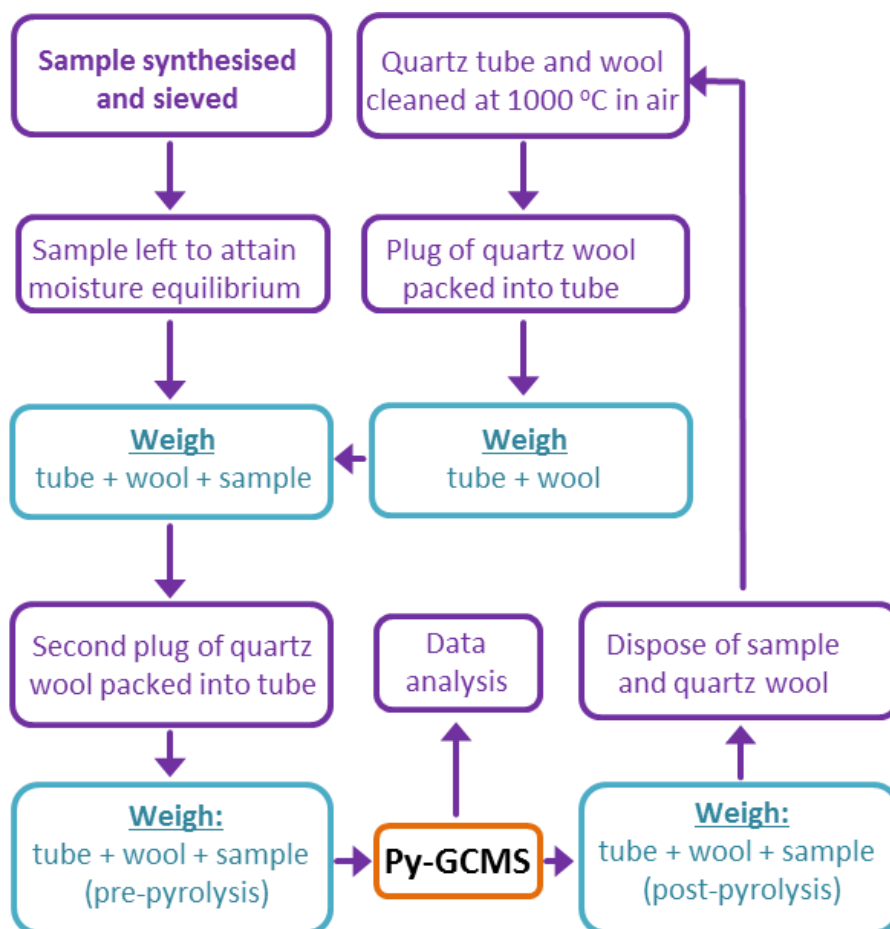 Sample synthesised
and sieved
Quartz tube and wool
cleaned at 1000 ⁰C in air
Sample left to attain
moisture equilibrium
Plug of quartz wool
packed into tube
Weigh
tube + wool + sample
Weigh
tube + wool
Second plug of quartz
wool packed into tube
Data
analysis
Dispose of sample
and quartz wool
Weigh:
tube + wool + sample
(pre-pyrolysis)
Py-GCMS
Weigh:
tube + wool + sample
(post-pyrolysis)